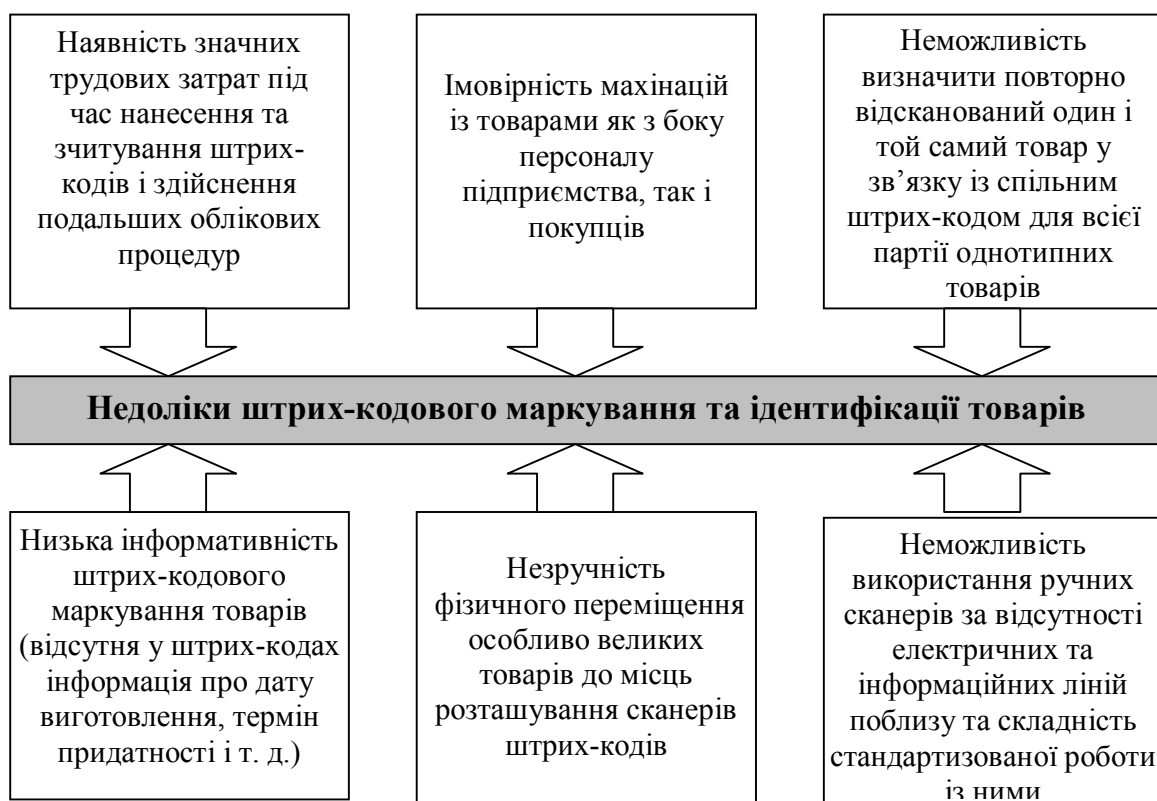 Наявність значних
трудових затрат під
час нанесення та
зчитування штрих-
кодів і здійснення
подальших облікових
процедур
Імовірність махінацій
із товарами як з боку
персоналу
підприємства, так і
покупців
Неможливість
визначити повторно
відсканований один і
той самий товар у
зв’язку із спільним
штрих-кодом для всієї
партії однотипних
товарів
Недоліки штрих-кодового маркування та ідентифікації товарів
Низька інформативність
штрих-кодового
маркування товарів
(відсутня у штрих-кодах
інформація про дату
виготовлення, термін
придатності і т. д.)
Незручність
фізичного переміщення
особливо великих
товарів до місць
розташування сканерів
штрих-кодів
Неможливість
використання ручних
сканерів за відсутності
електричних та
інформаційних ліній
поблизу та складність
стандартизованої роботи
із ними